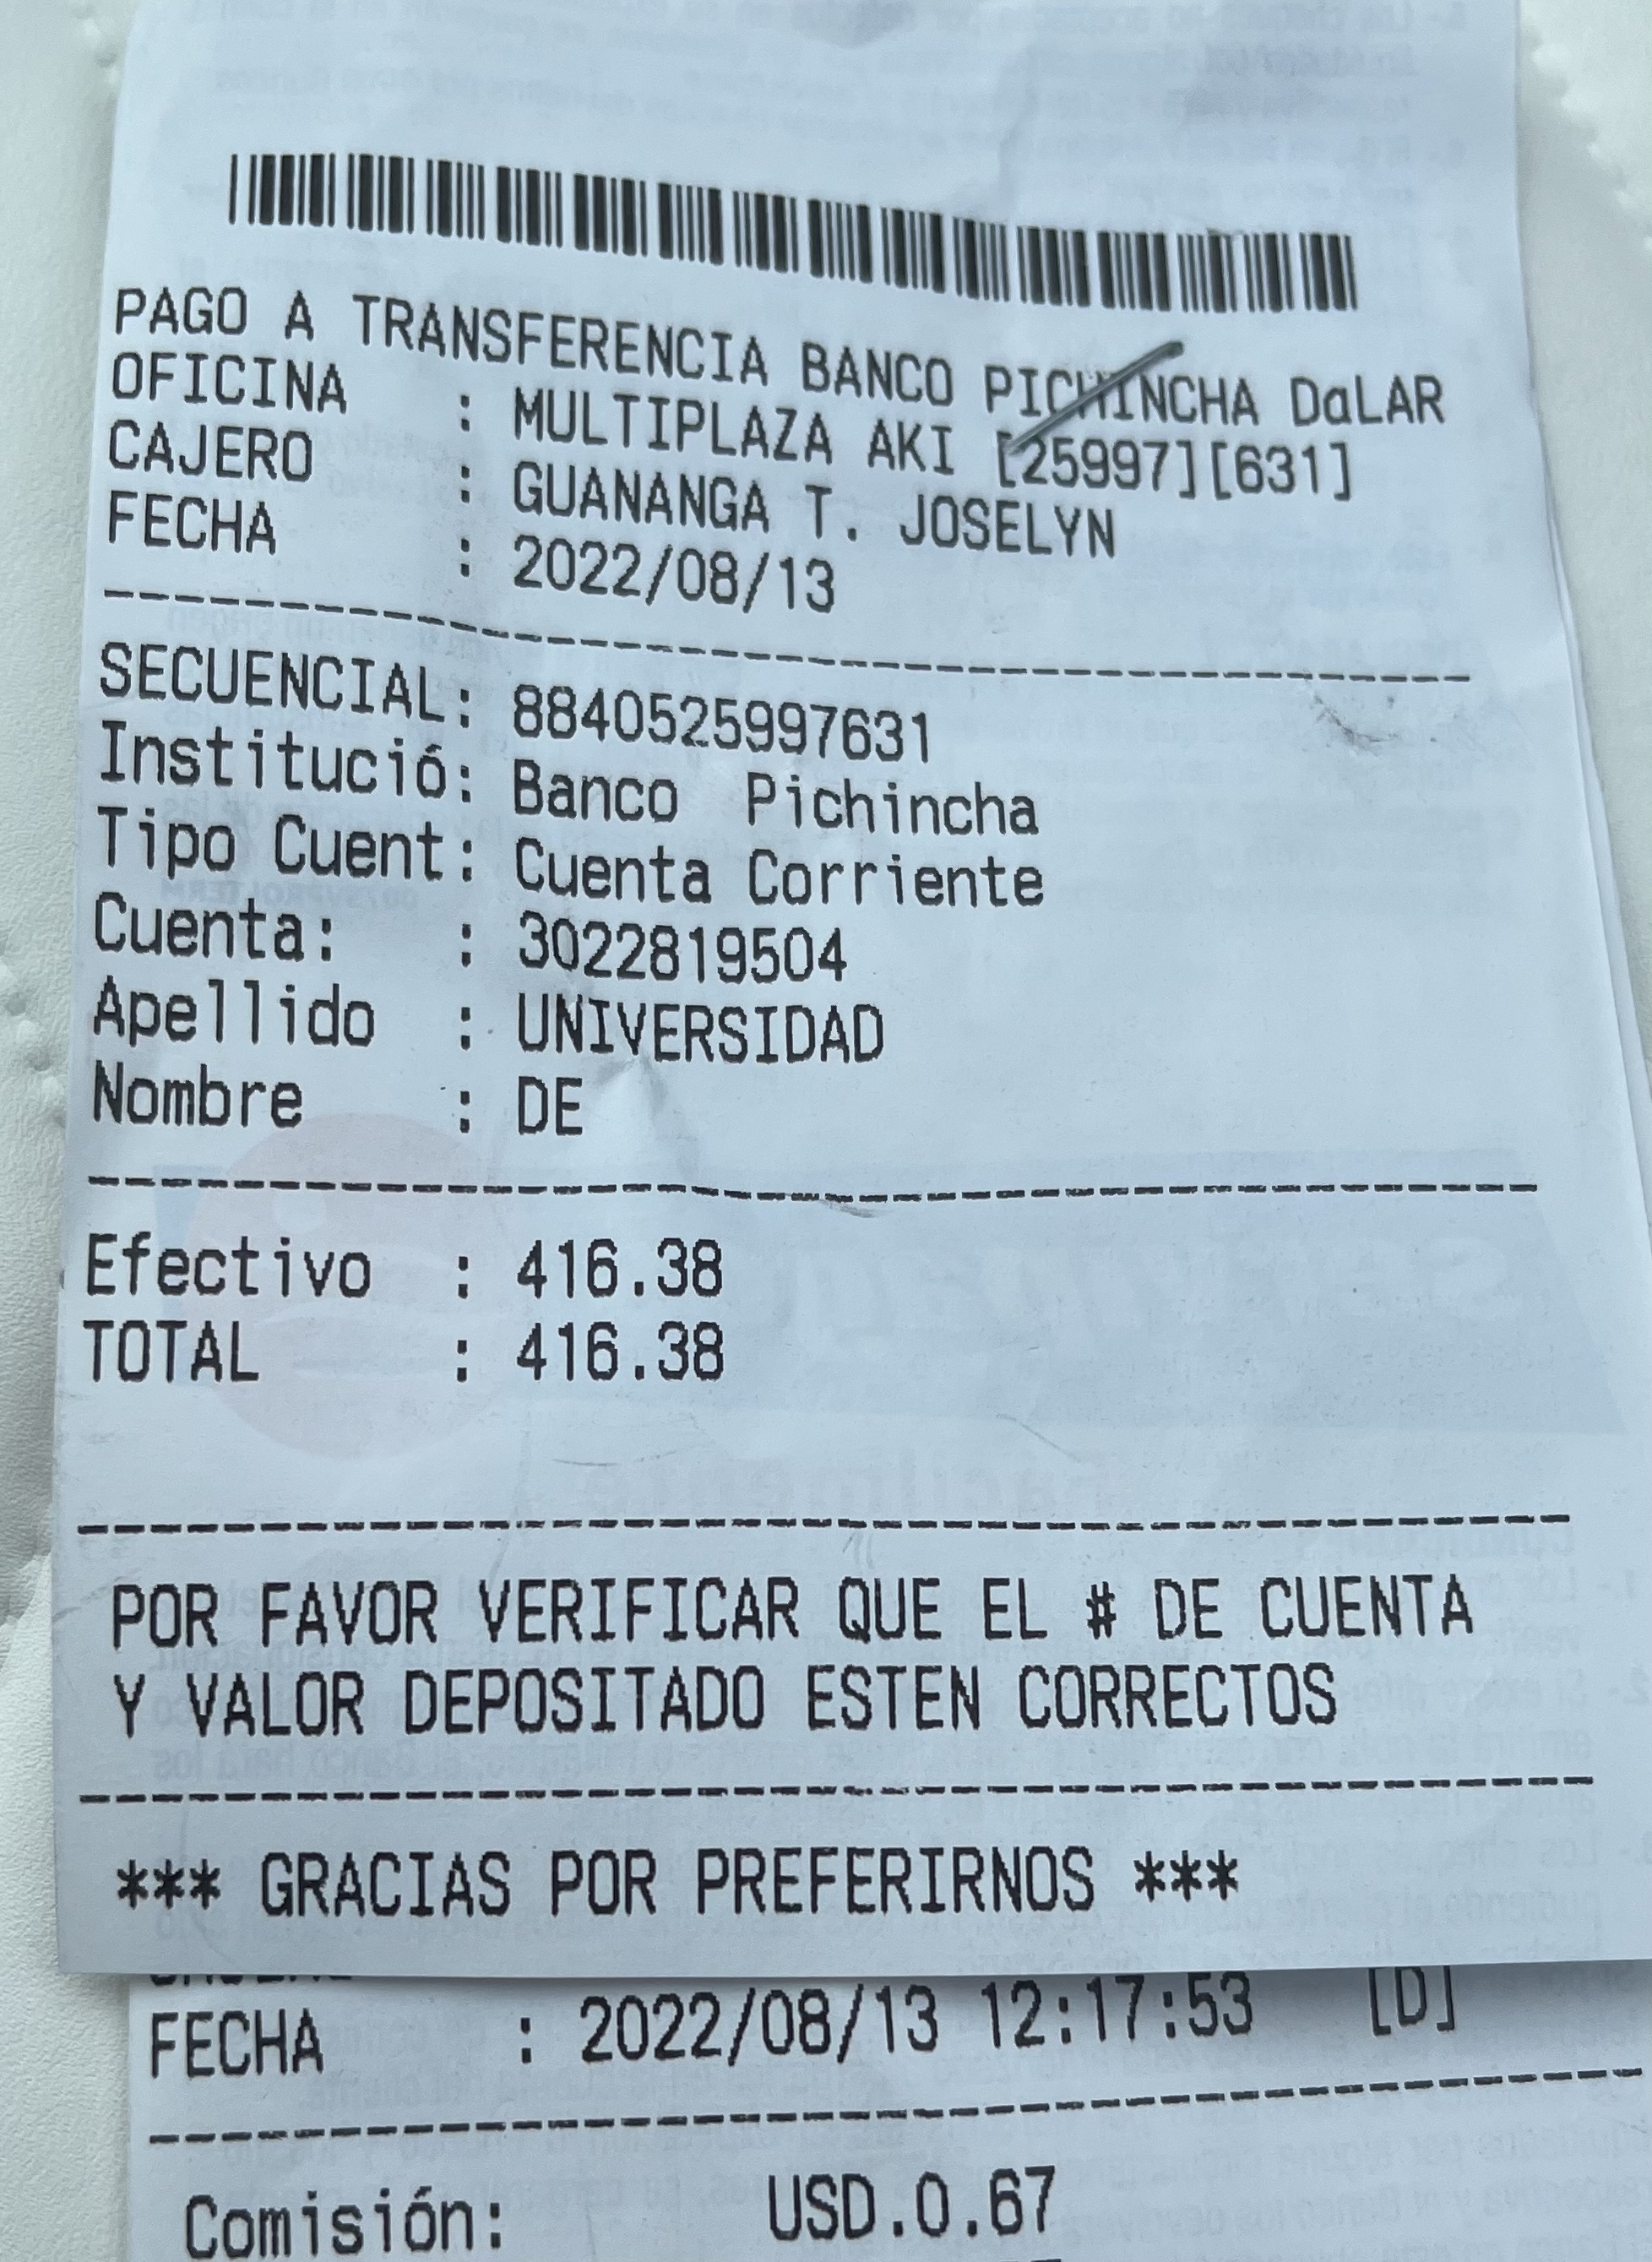 PAGO A TRANSFERENCIA BANCO PICHINCHA DaLAR
OFICINA : MULTIPLAZA AKI [25997][631]
CAJERO : GUANANGA T. JOSELYN
FECHA : 2022/08/13
SECUENCIAL: 8840525997631
Institució: Banco Pichincha
Tipo Cuent: Cuenta Corriente
Cuenta: : 3022819504
Apellido : UNIVERSIDAD
Nombre : DE
Efectivo : 416.38
TOTAL : 416.38
POR FAVOR VERIFICAR QUE EL # DE CUENTA
Y VALOR DEPOSITADO ESTEN CORRECTOS
*** GRACIAS POR PREFERIRNOS ***
FECHA : 2022/08/13 12:17:53 [D]
Comisión: USD.0.67